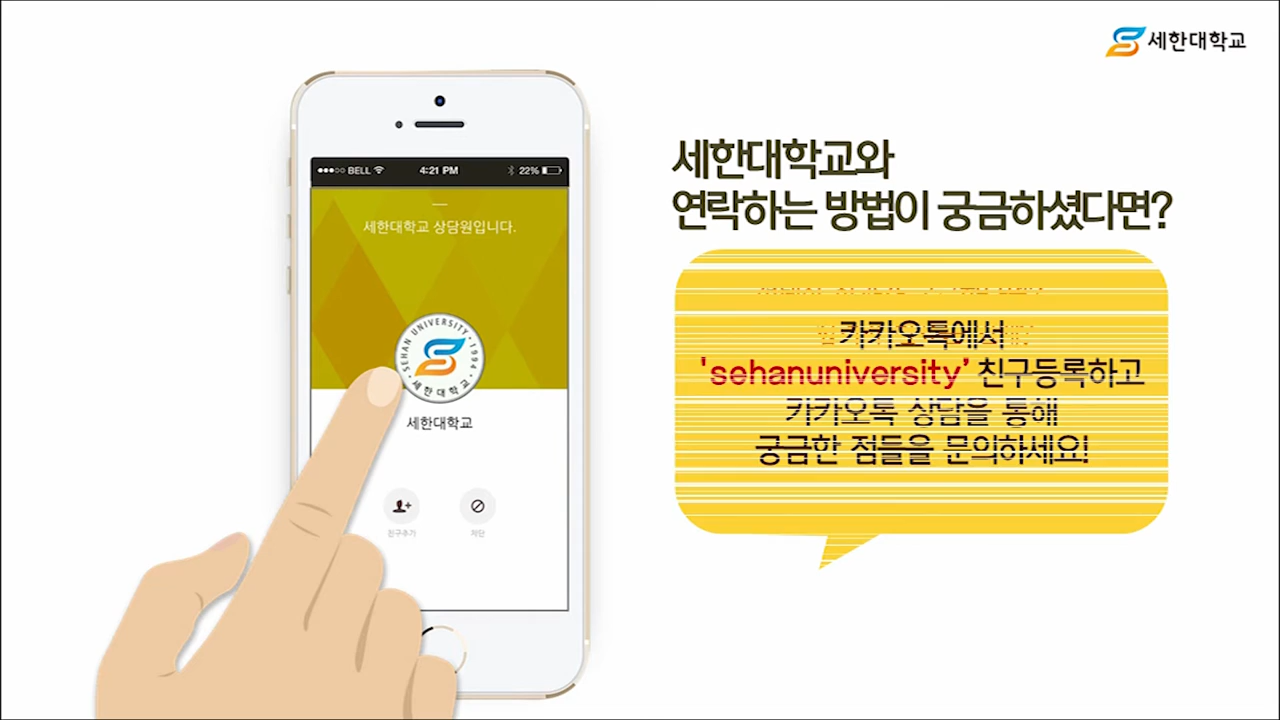 세한대학교
세한대학교와
연락하는 방법이 궁금하셨다면?
카카오톡에서
'sehanuniversity’ 친구등록하고
카카오톡 상담을 통해
궁금한 점들을 문의하세요!
BELL 4:21 PM 22%
세한대학교 상담원입니다.
SEHAN UNIVERSITY · 1994 · 세한대학교
세한대학교
친구추가 차단